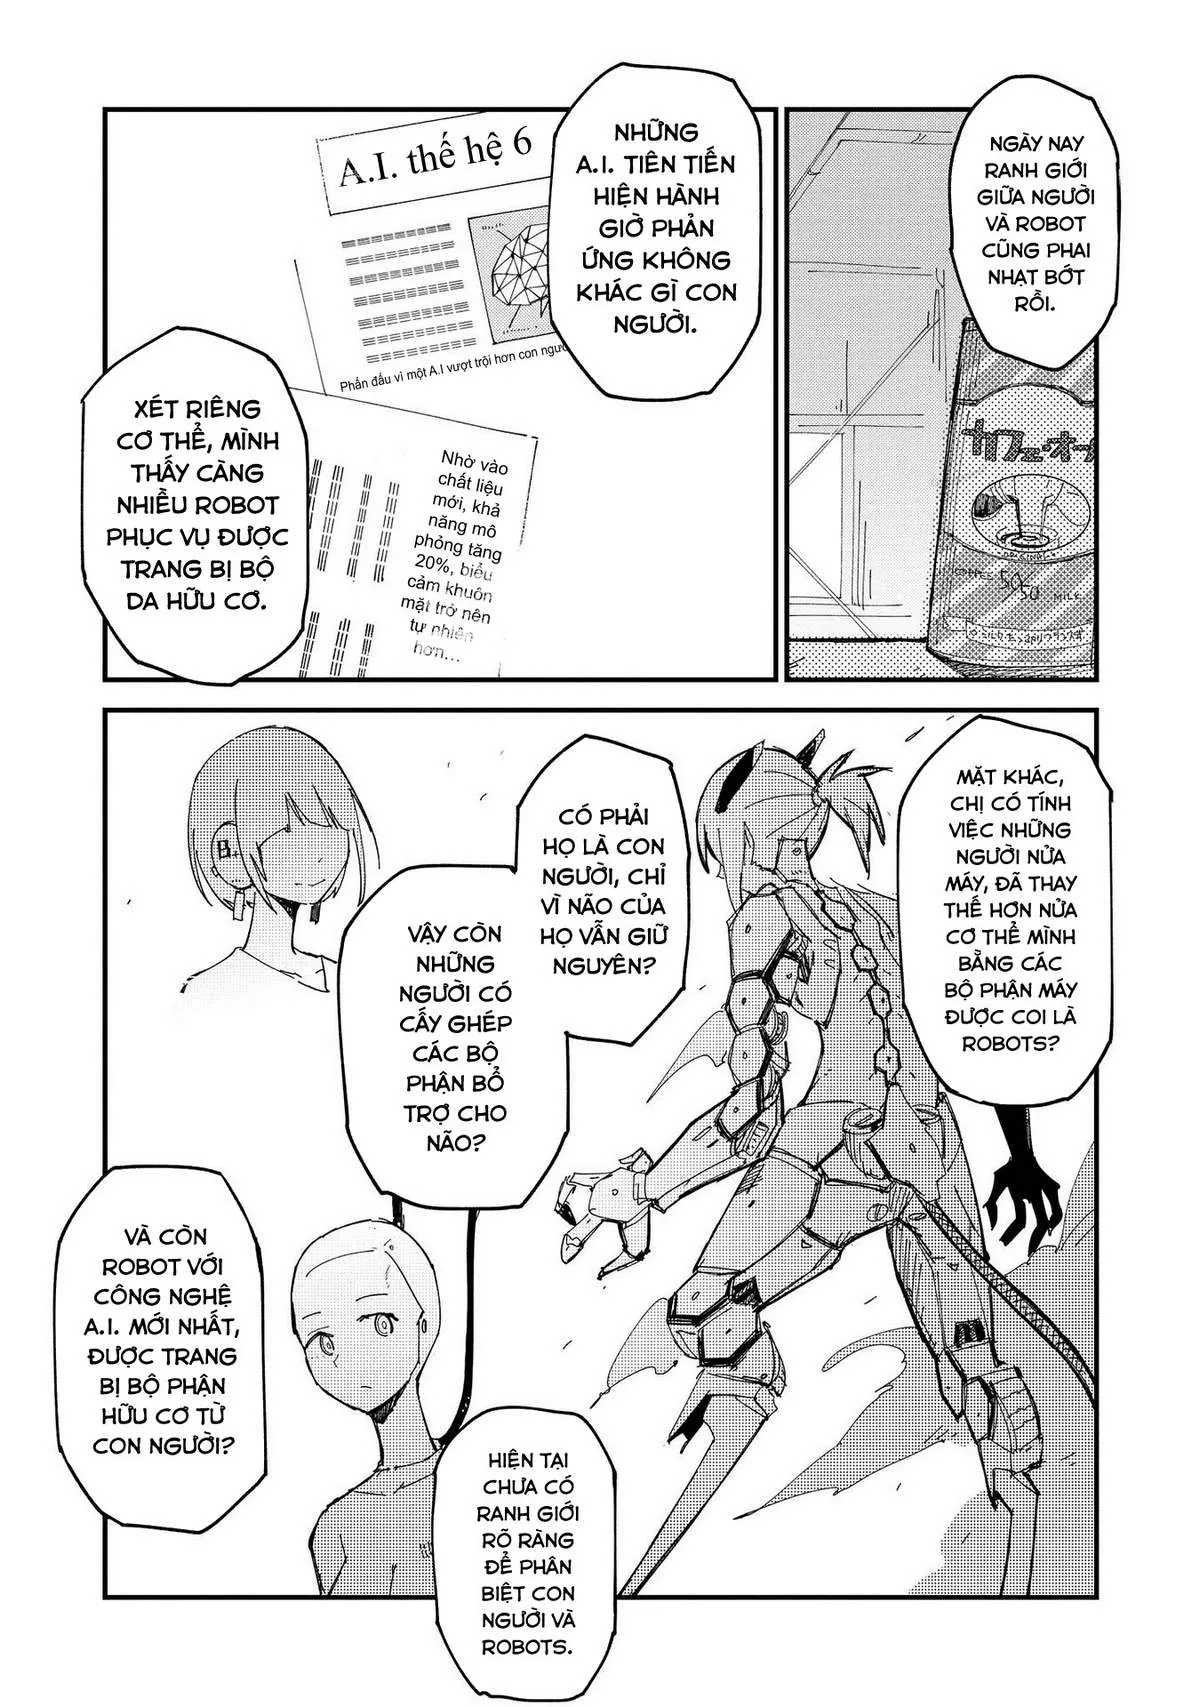 NGÀY NAY
RANH GIỚI
GIỮA NGƯỜI
VÀ ROBOT
CŨNG PHAI
NHẠT BỚT
RỒI.
カフェ・オ
50
50
MILK
NHỮNG
A.I. TIÊN TIẾN
HIỆN HÀNH
GIỜ PHẢN
ỨNG KHÔNG
KHÁC GÌ CON
NGƯỜI.
A.I. thế hệ 6
Phấn đấu vì một A.I vượt trội hơn con ngườ
XÉT RIÊNG
CƠ THỂ, MÌNH
THẤY CÀNG
NHIỀU ROBOT
PHỤC VỤ ĐƯỢC
TRANG BỊ BỘ
DA HỮU CƠ.
Nhờ vào
chất liệu
mới, khả
năng mô
phỏng tăng
20%, biểu
cảm khuôn
mặt trở nên
tự nhiên
hơn...
MẶT KHÁC,
CHỊ CÓ TÍNH
VIỆC NHỮNG
NGƯỜI NỬA
MÁY, ĐÃ THAY
THẾ HƠN NỬA
CƠ THỂ MÌNH
BẰNG CÁC
BỘ PHẬN MÁY
ĐƯỢC COI LÀ
ROBOTS?
CÓ PHẢI
HỌ LÀ CON
NGƯỜI, CHỈ
VÌ NÃO CỦA
HỌ VẪN GIỮ
NGUYÊN?
VẬY CÒN
NHỮNG
NGƯỜI CÓ
CẤY GHÉP
CÁC BỘ
PHẬN BỔ
TRỢ CHO
NÃO?
VÀ CÒN
ROBOT VỚI
CÔNG NGHỆ
A.I. MỚI NHẤT,
ĐƯỢC TRANG
BỊ BỘ PHẬN
HỮU CƠ TỪ
CON NGƯỜI?
HIỆN TẠI
CHƯA CÓ
RANH GIỚI
RÕ RÀNG
ĐỂ PHÂN
BIỆT CON
NGƯỜI VÀ
ROBOTS.